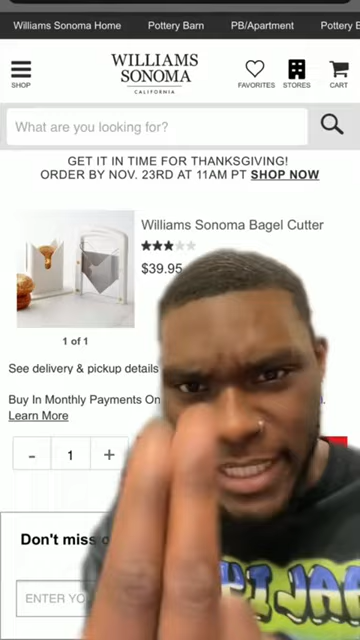 Williams Sonoma Home Pottery Barn PB/Apartment Pottery
SHOP
WILLIAMS
SONOMA
CALIFORNIA
FAVORITES STORES CART
What are you looking for?
GET IT IN TIME FOR THANKSGIVING!
ORDER BY NOV. 23RD AT 11AM PT SHOP NOW
Williams Sonoma Bagel Cutter
$39.95
1 of 1
See delivery & pickup details
Buy In Monthly Payments On
Learn More
- 1 +
Don't miss
ENTER YO